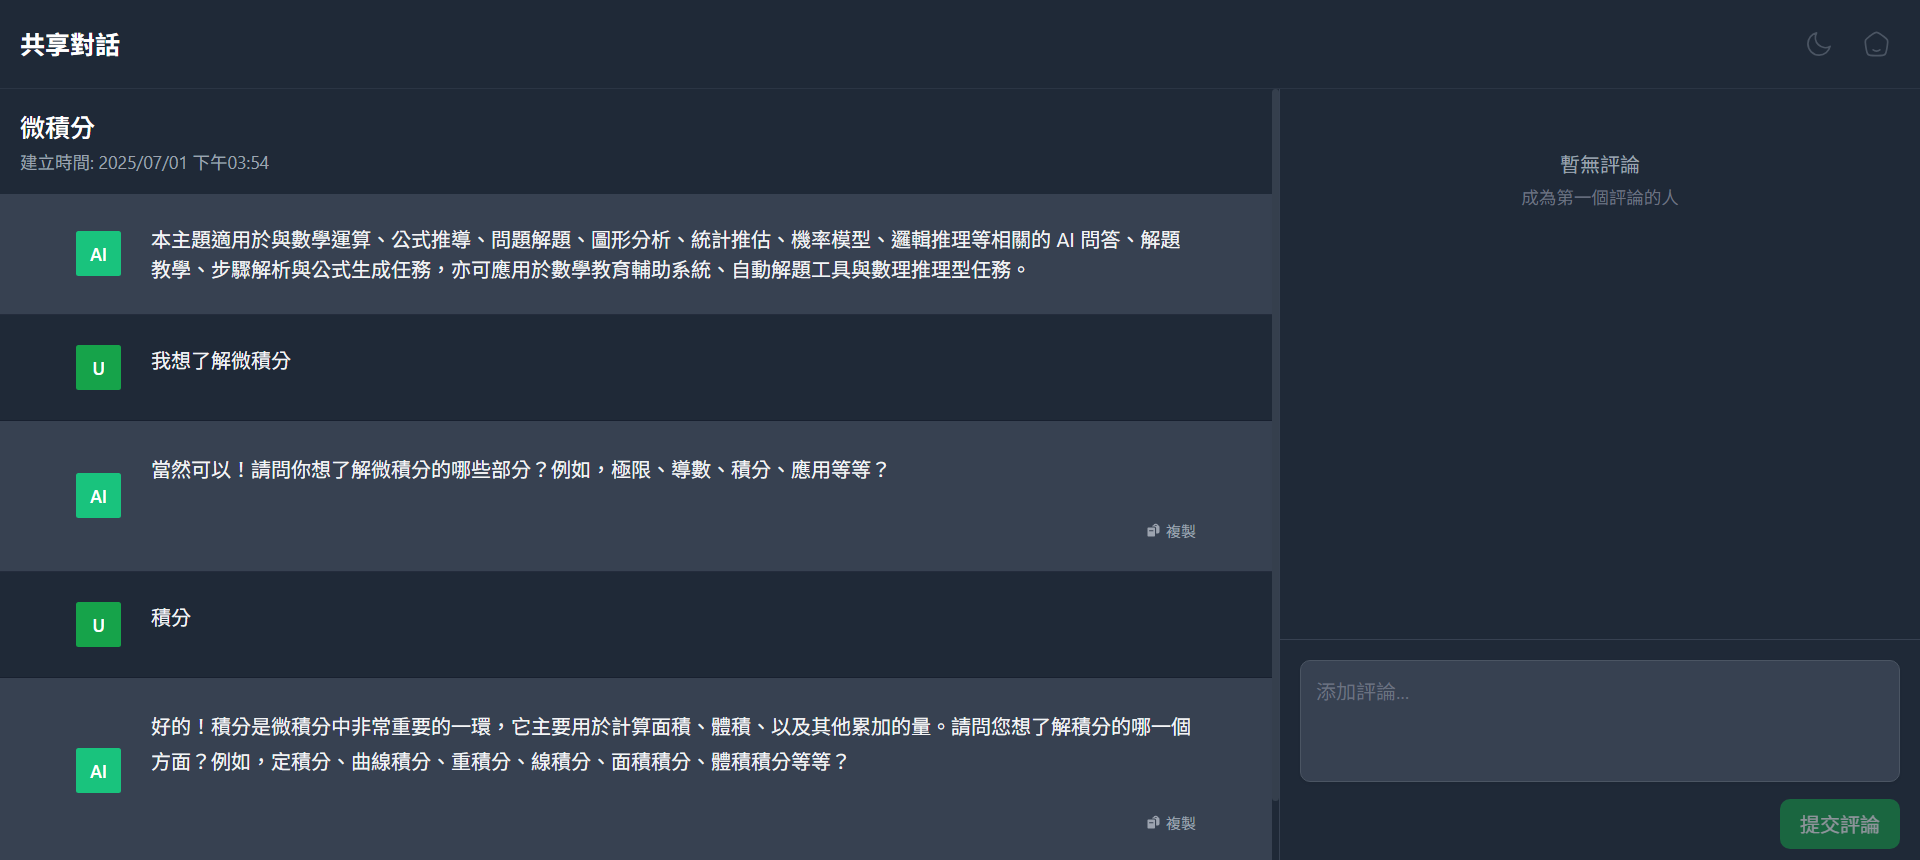 共享對話
微積分
建立時間: 2025/07/01 下午03:54
AI
本主題適用於與數學運算、公式推導、問題解題、圖形分析、統計推估、機率模型、邏輯推理等相關的 AI 問答、解題
教學、步驟解析與公式生成任務，亦可應用於數學教育輔助系統、自動解題工具與數理推理型任務。
U
我想了解微積分
AI
當然可以！請問你想了解微積分的哪些部分？例如，極限、導數、積分、應用等等？
複製
U
積分
AI
好的！積分是微積分中非常重要的一環，它主要用於計算面積、體積、以及其他累加的量。請問您想了解積分的哪一個
方面？例如，定積分、曲線積分、重積分、線積分、面積積分、體積積分等等？
複製
暫無評論
成為第一個評論的人
添加評論...
提交評論